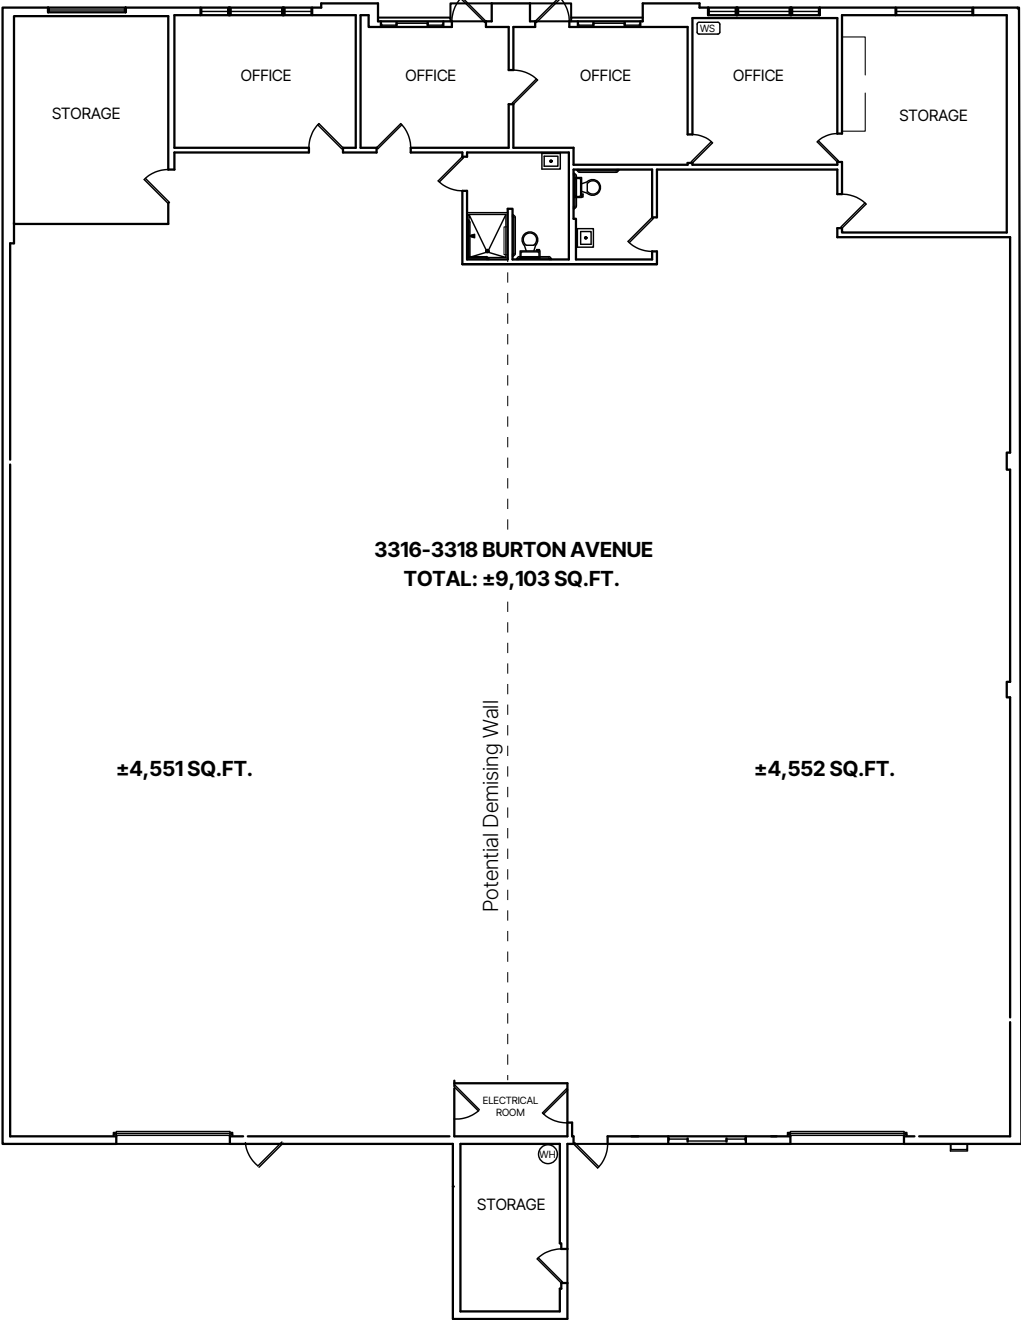 WS
OFFICE
OFFICE
OFFICE
OFFICE
STORAGE
STORAGE
3316-3318 BURTON AVENUE
TOTAL: ±9,103 SQ.FT.
±4,551 SQ.FT.
±4,552 SQ.FT.
Potential Demising Wall
ELECTRICAL
ROOM
WH
STORAGE